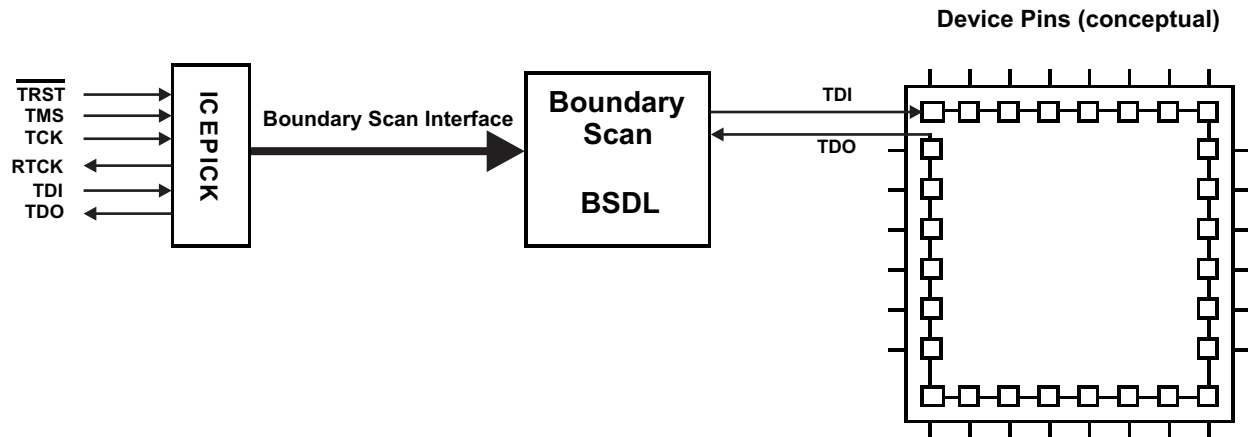 Device Pins (conceptual)
TRST
TMS
TCK
RTCK
TDI
TDO
ICEPICK
Boundary Scan Interface
Boundary
Scan
BSDL
TDI
TDO